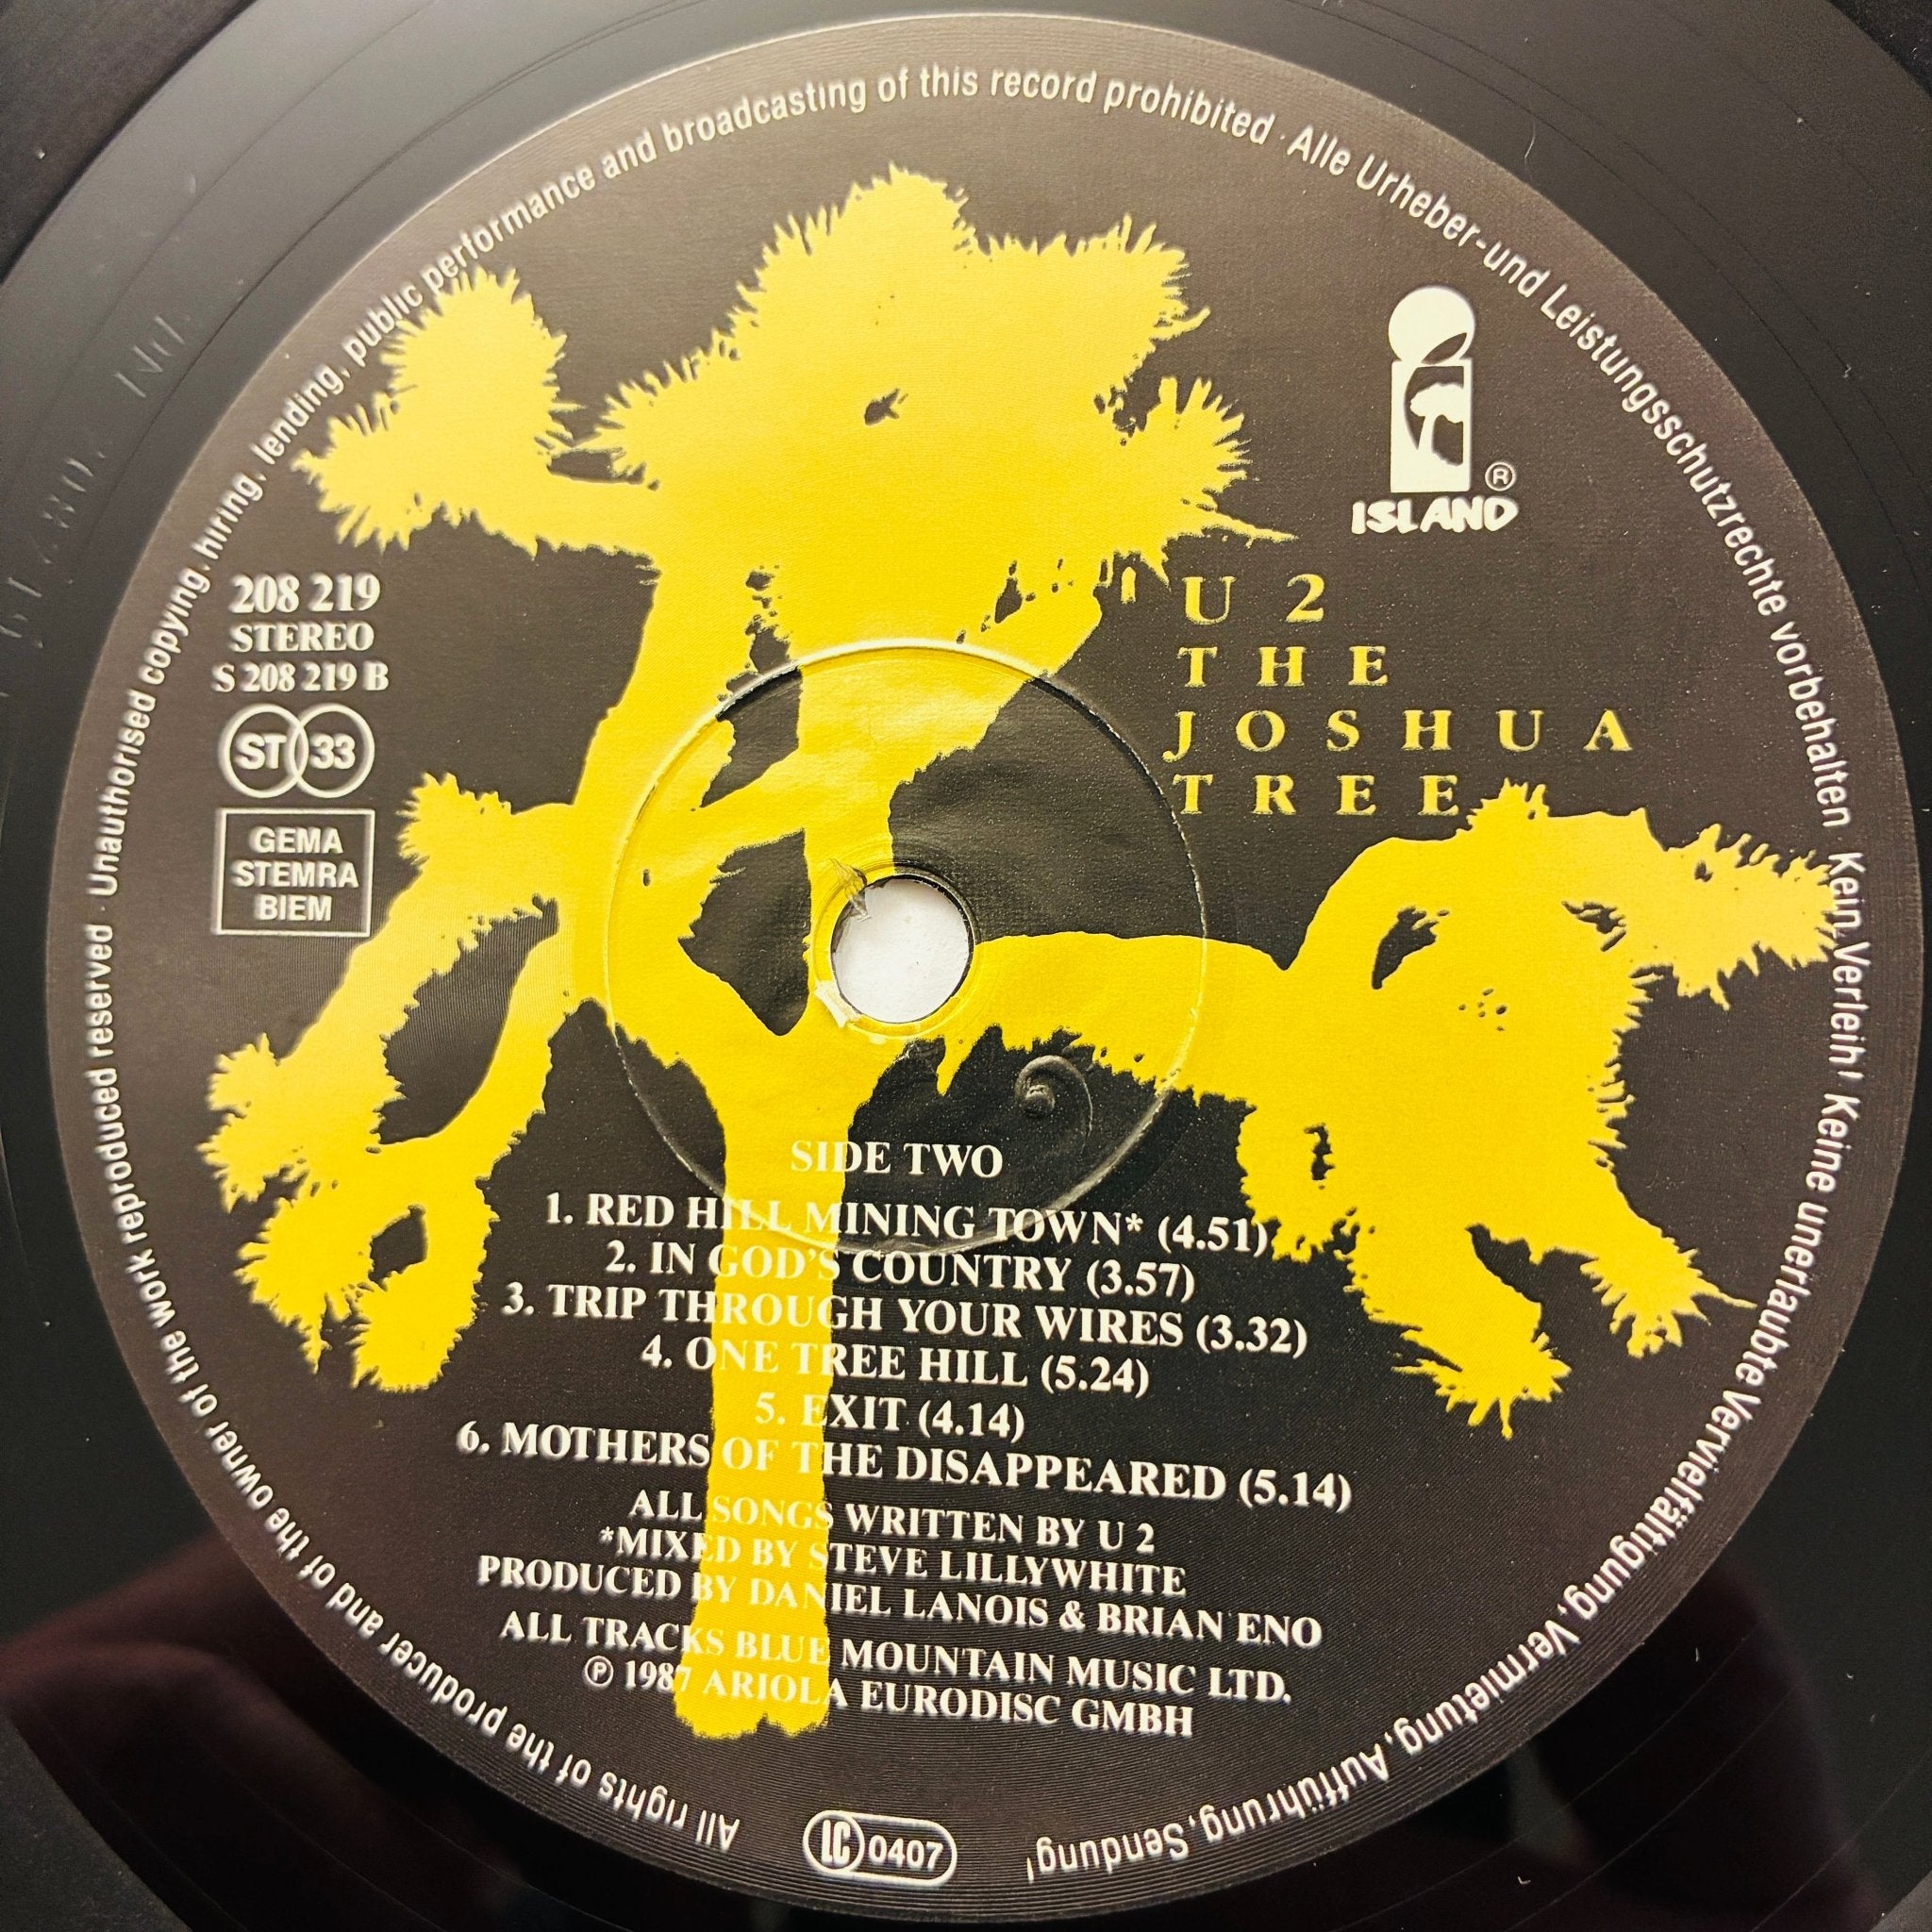 All rights of the producer and of the owner of the work reproduced reserved · Unauthorised copying, hiring, lending, public performance and broadcasting of this record prohibited · Alle Urheber-und Leistungsschutzrechte vorbehalten · Kein Verleih! Keine unerlaubte Vervielfältigung, Vermietung, Aufführung, Sendung!
ISLAND
®
208 219
STEREO
S 208 219 B
ST 33
GEMA
STEMRA
BIEM
U 2
THE
JOSHUA
TREE
SIDE TWO
1. RED HILL MINING TOWN* (4.51)
2. IN GOD'S COUNTRY (3.57)
3. TRIP THROUGH YOUR WIRES (3.32)
4. ONE TREE HILL (5.24)
5. EXIT (4.14)
6. MOTHERS OF THE DISAPPEARED (5.14)
ALL SONGS WRITTEN BY U 2
*MIXED BY STEVE LILLYWHITE
PRODUCED BY DANIEL LANOIS & BRIAN ENO
ALL TRACKS BLUE MOUNTAIN MUSIC LTD.
℗ 1987 ARIOLA EURODISC GMBH
LC 0407